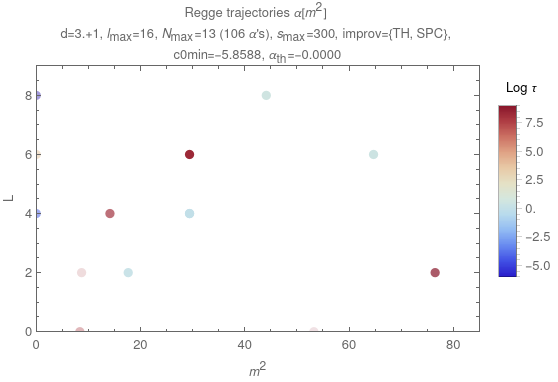 Regge trajectories α[m²]
d=3.+1, lmax=16, Nmax=13 (106 α's), smax=300, improv={TH, SPC},
c0min=−5.8588, αth=−0.0000
Log τ
8
6
4
2
0
L
0 20 40 60 80
m²
7.5
5.0
2.5
0.
−2.5
−5.0